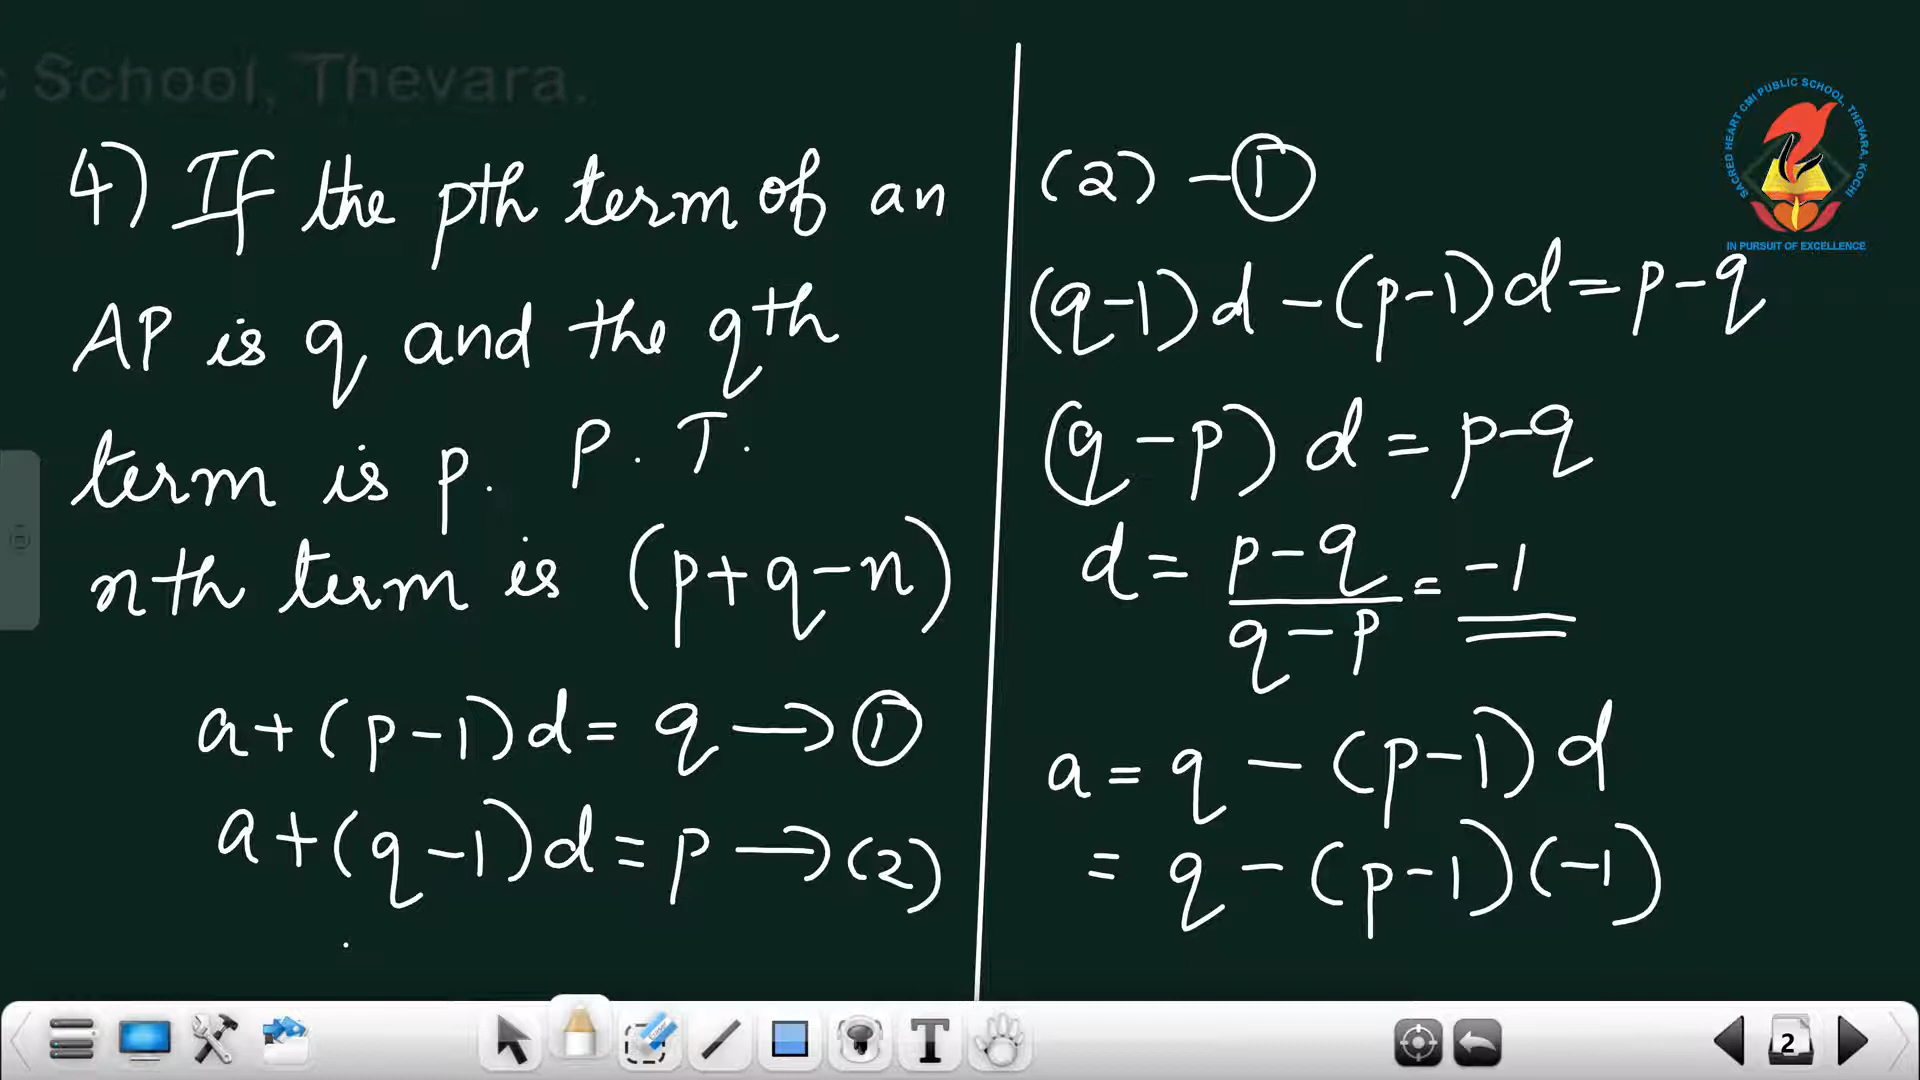 c School, Thevara.
4) If the pth term of an
AP is q and the qth
term is p. P.T.
nth term is (p+q-n)
a+(p-1)d = q → ①
a+(q-1)d = p → (2)
(2) - ①
(q-1)d - (p-1)d = p-q
(q-p) d = p-q
d = p-q / q-p = -1
a = q - (p-1) d
= q - (p-1)(-1)
SACRED HEART CMI PUBLIC SCHOOL, THEVARA, KOCHI
IN PURSUIT OF EXCELLENCE
T
2